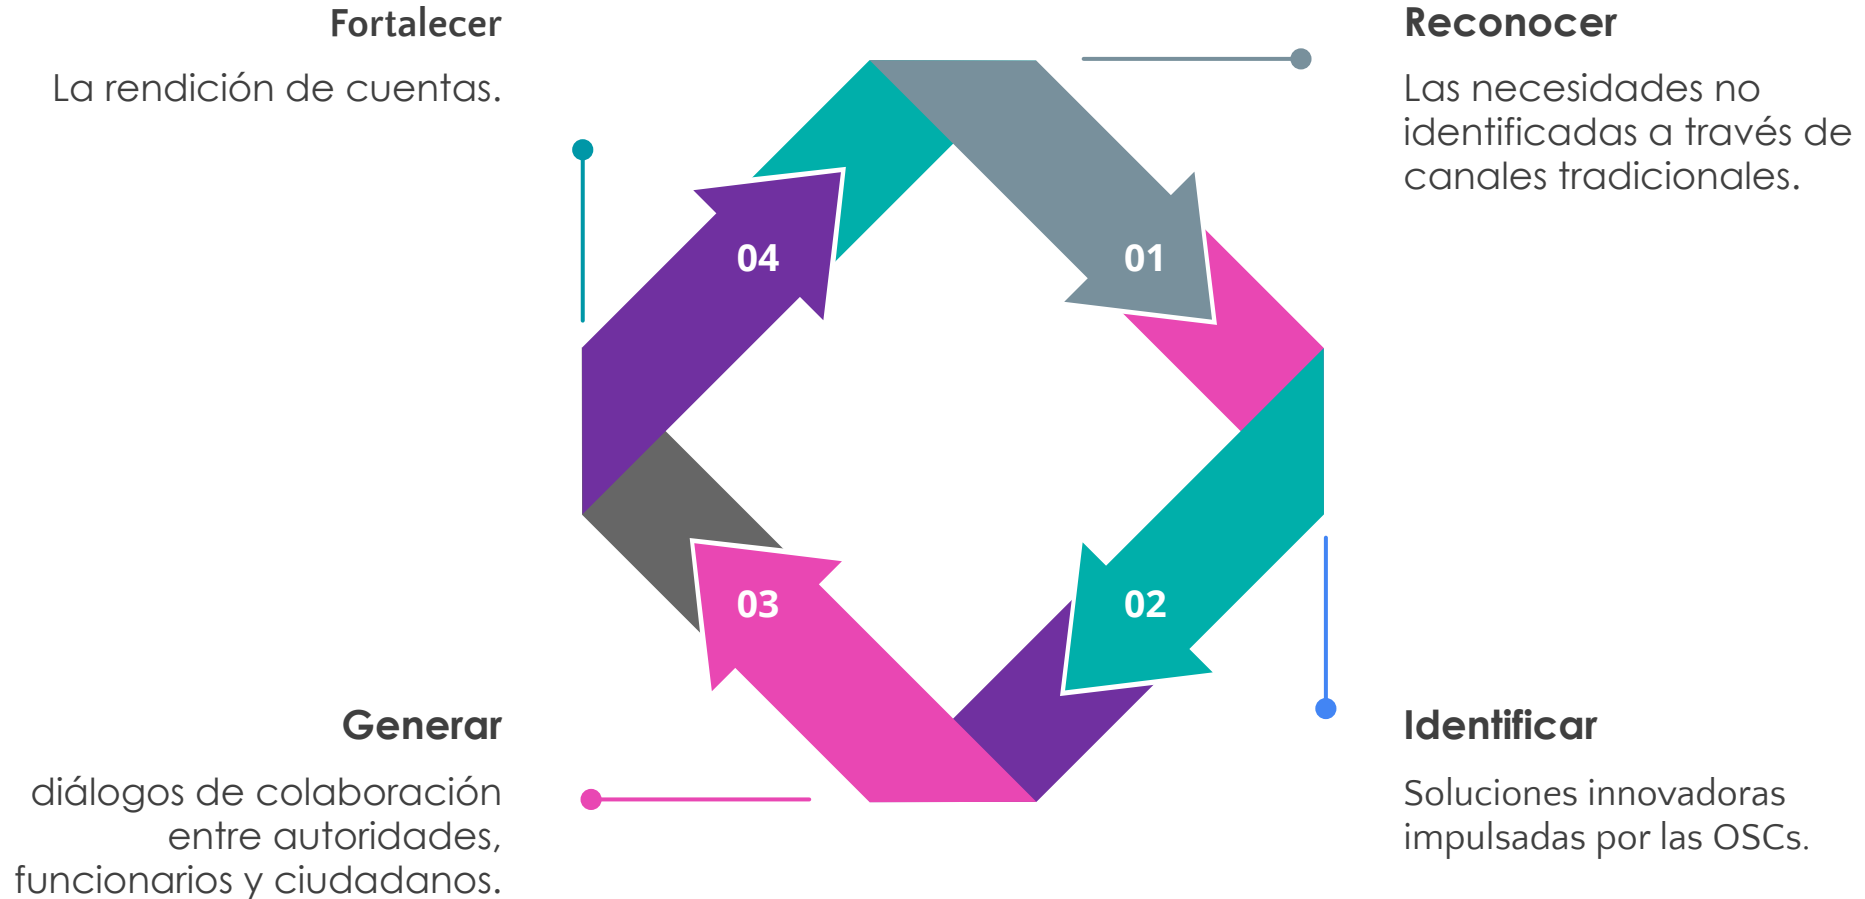 Fortalecer
La rendición de cuentas.
Reconocer
Las necesidades no
identificadas a través de
canales tradicionales.
04
01
03
02
Generar
diálogos de colaboración
entre autoridades,
funcionarios y ciudadanos.
Identificar
Soluciones innovadoras
impulsadas por las OSCs.